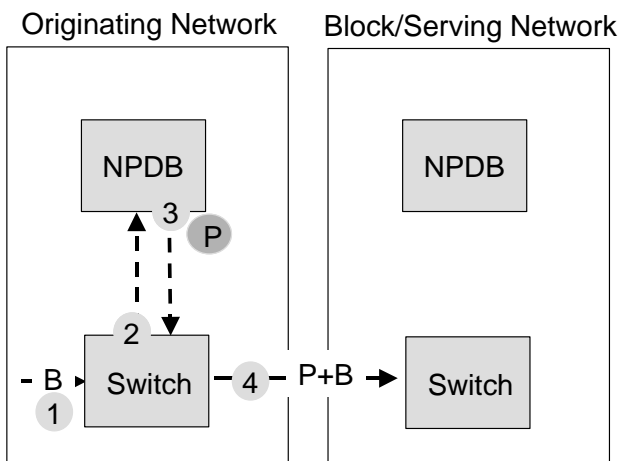 Originating Network
Block/Serving Network
NPDB
NPDB
3
P
2
B
1
Switch
4
P+B
Switch